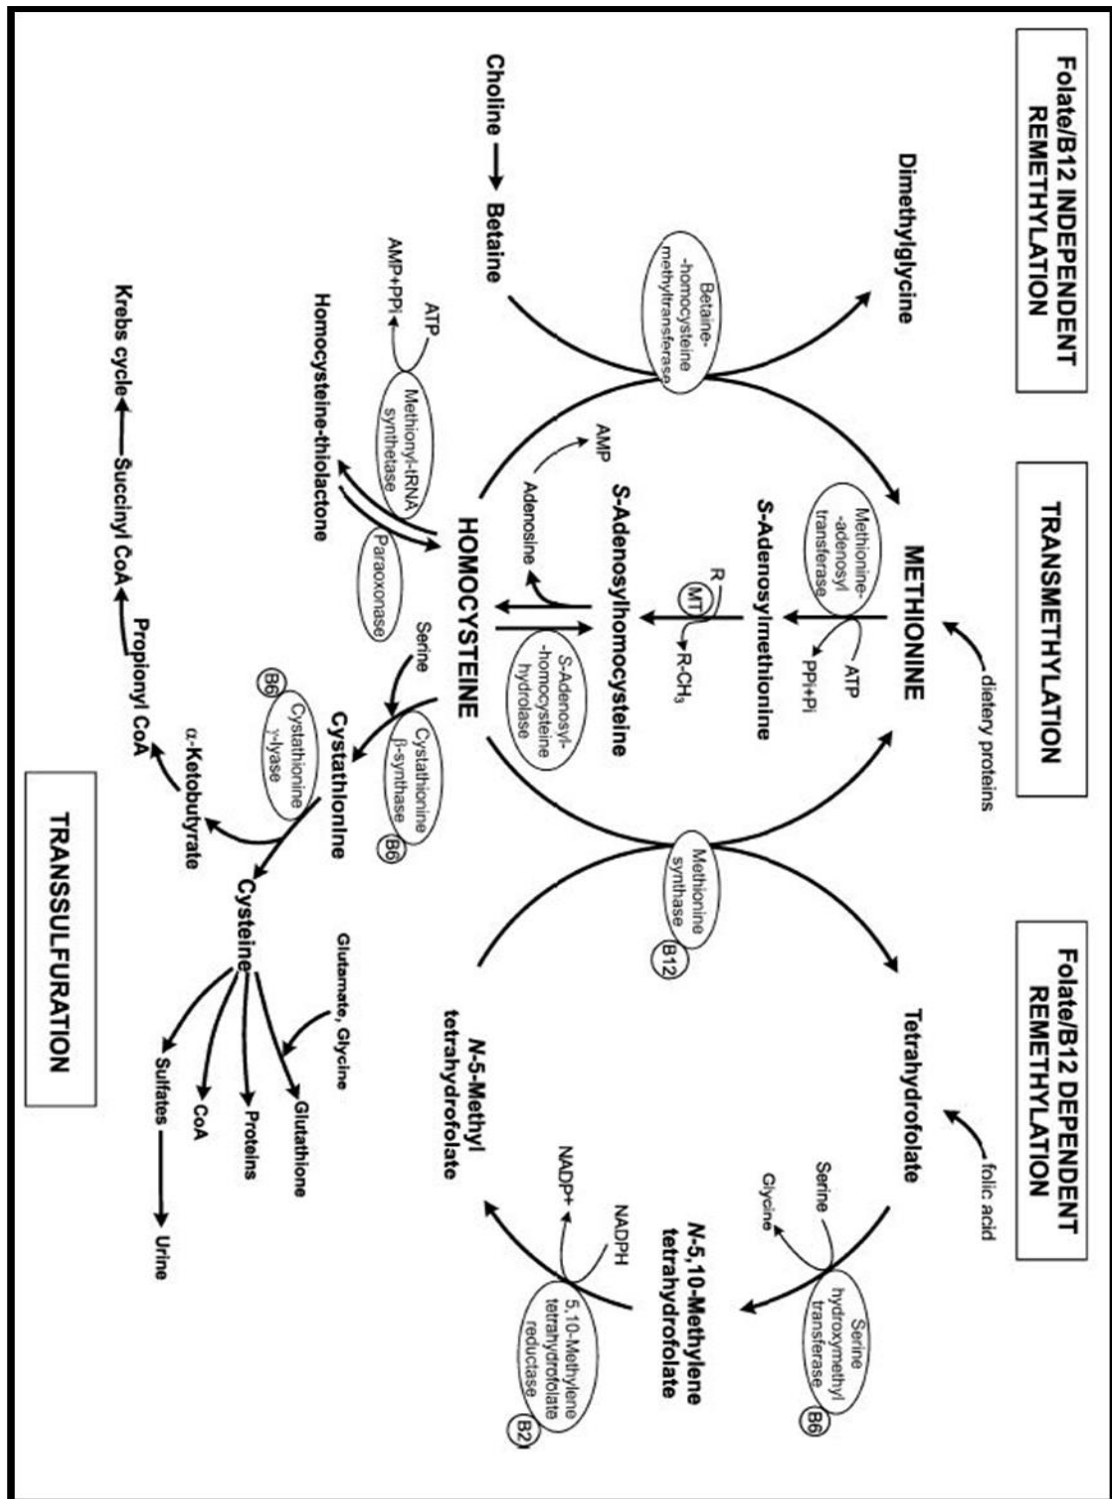 Folate/B12 INDEPENDENT
REMETHYLATION
TRANSMETHYLATION
Folate/B12 DEPENDENT
REMETHYLATION
dietery proteins
folic acid
Dimethylglycine
METHIONINE
Tetrahydrofolate
Methionine-
-adenosyl
transferase
ATP
PPi+Pi
Serine
Glycine
Serine
hydroxymethyl
transferase
B6
Betaine-
-homocysteine
methyltransferase
S-Adenosylmethionine
R
MT
R-CH3
Methionine
synthase
B12
N-5,10-Methylene
tetrahydrofolate
AMP
S-Adenosylhomocysteine
Adenosine
S-Adenosyl-
-homocysteine
hydrolase
NADPH
NADP+
5,10-Methylene
tetrahydrofolate
reductase
B2
Choline
Betaine
HOMOCYSTEINE
N-5-Methyl
tetrahydrofolate
ATP
AMP+PPi
Methionyl-tRNA
synthetase
Paraoxonase
Serine
Cystathionine
β-synthase
B6
Homocysteine-thiolactone
Cystathionine
Glutamate, Glycine
B6
Cystathionine
γ-lyase
Cysteine
Glutathione
Proteins
CoA
Sulfates
Urine
α-Ketobutyrate
Krebs cycle
Succinyl CoA
Propionyl CoA
TRANSSULFURATION